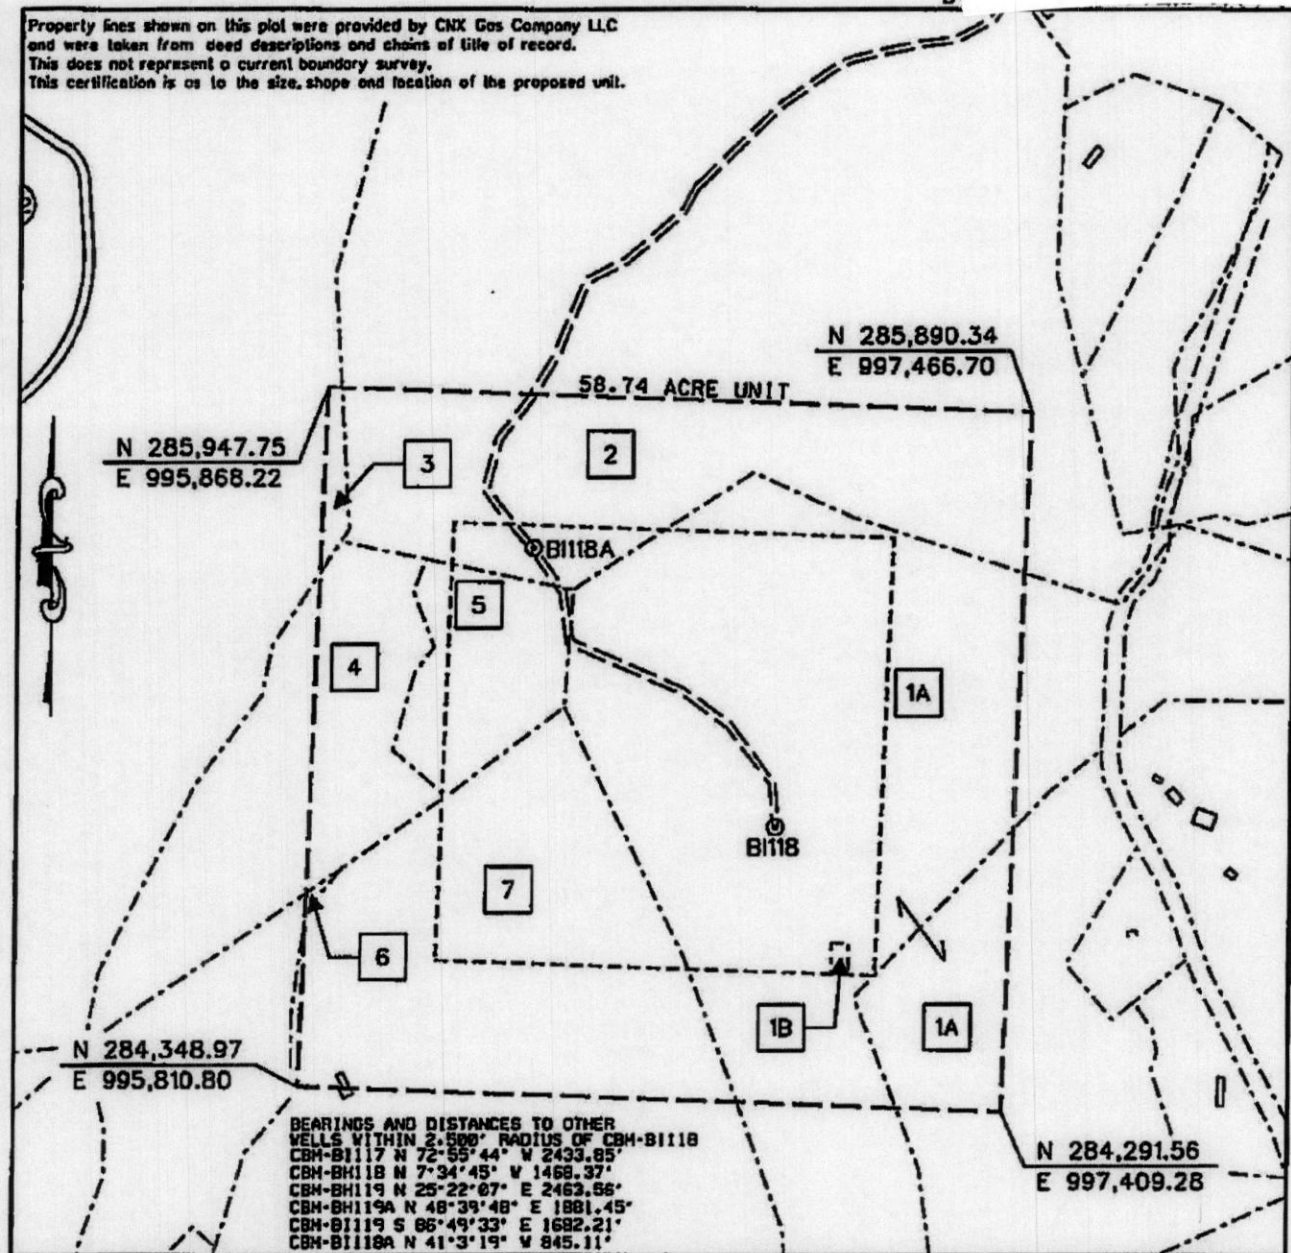 Property lines shown on this plat were provided by CNX Gas Company LLC
and were taken from deed descriptions and chains of title of record.
This does not represent a current boundary survey.
This certification is as to the size, shape and location of the proposed unit.
N 285,890.34
E 997,466.70
58.74 ACRE UNIT
N 285,947.75
E 995,868.22
3
2
BI118A
5
4
1A
BI118
7
6
1B
1A
N 284,348.97
E 995,810.80
BEARINGS AND DISTANCES TO OTHER
WELLS WITHIN 2,500' RADIUS OF CBM-BI118
CBM-BI117 N 72°55'44" W 2433.85'
CBM-BH118 N 7°34'45" W 1468.37'
CBM-BH119 N 25°22'07" E 2463.56'
CBM-BH119A N 48°39'48" E 1881.45'
CBM-BI119 S 86°49'33" E 1682.21'
CBM-BI118A N 41°3'19" W 845.11'
N 284,291.56
E 997,409.28